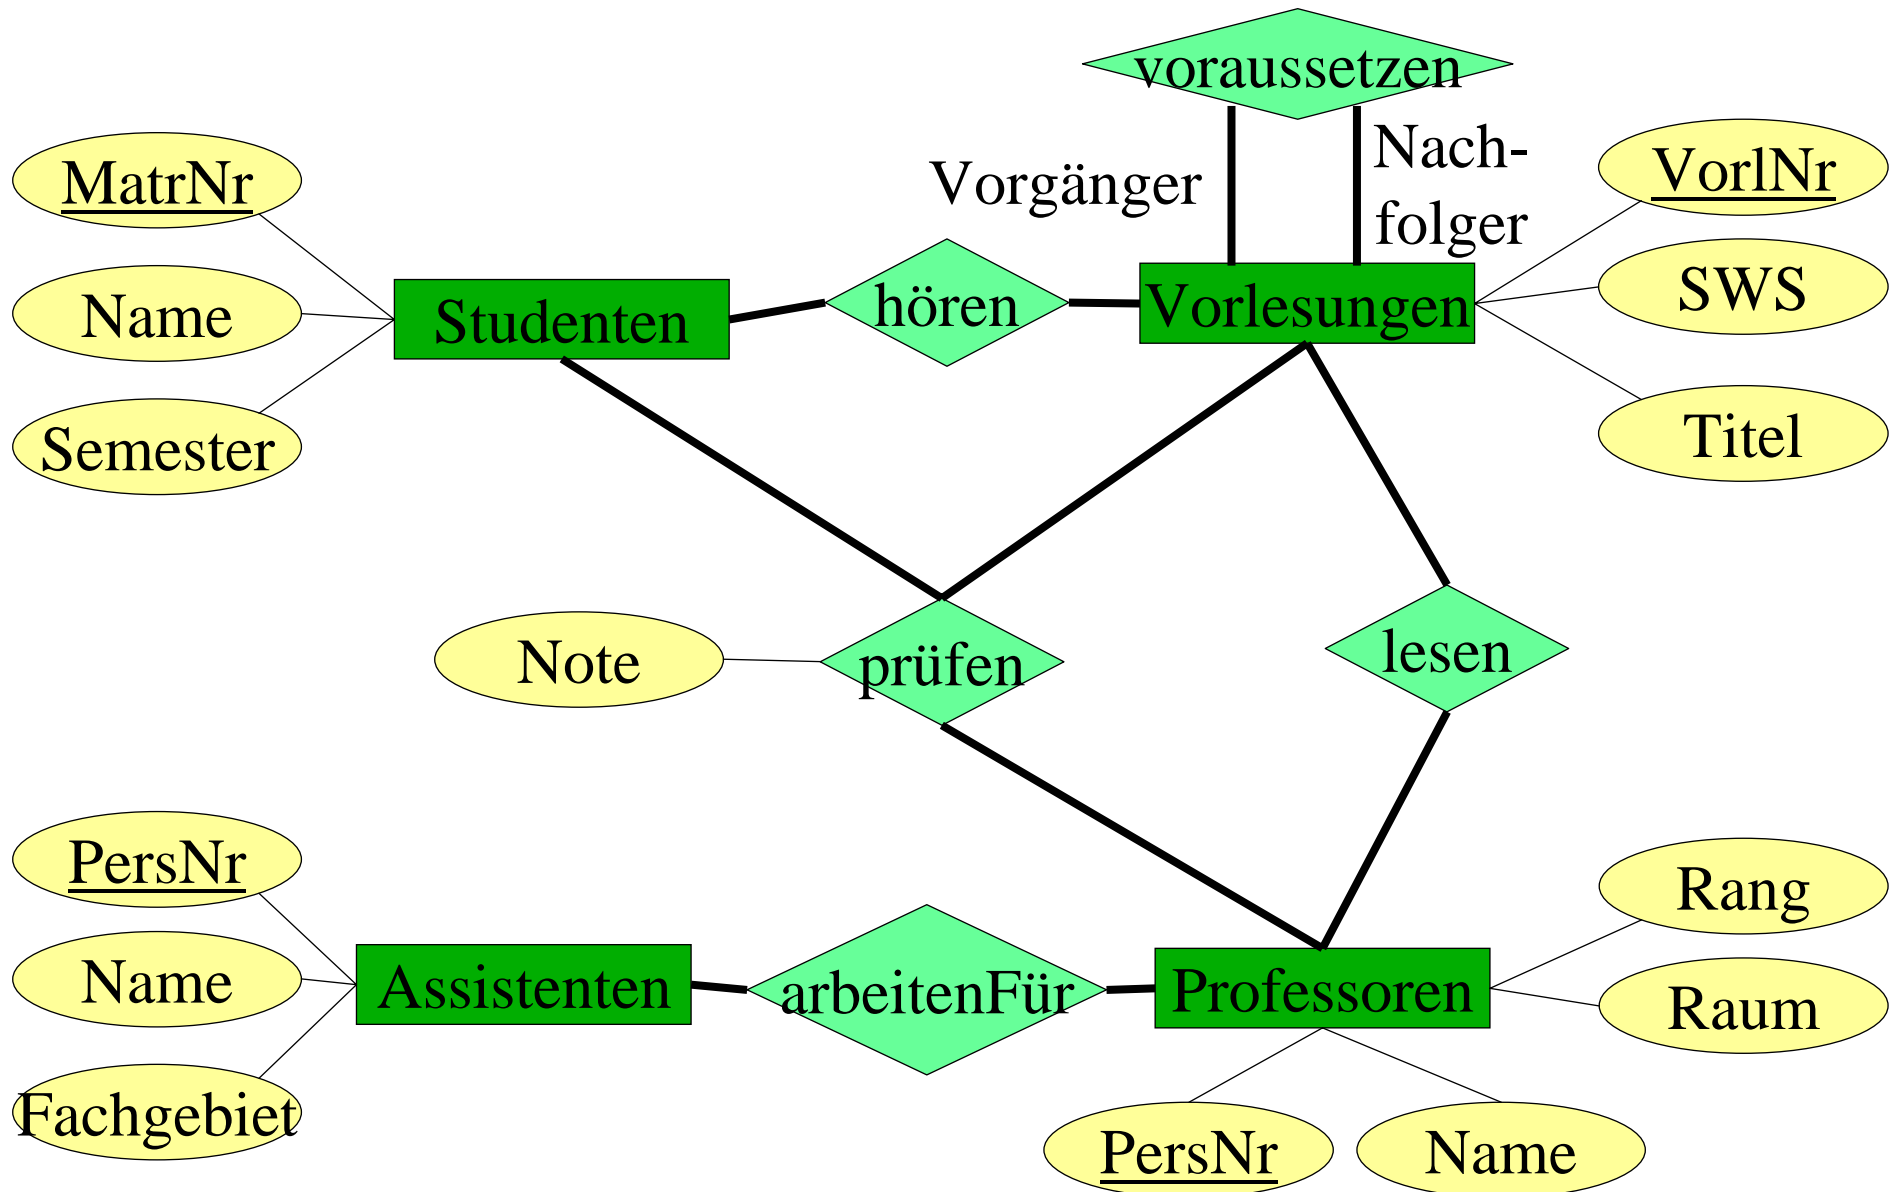 voraussetzen
Vorgänger
Nach-
folger
MatrNr
Name
Semester
Studenten
hören
Vorlesungen
VorlNr
SWS
Titel
Note
prüfen
lesen
PersNr
Name
Fachgebiet
Assistenten
arbeitenFür
Professoren
Rang
Raum
PersNr
Name